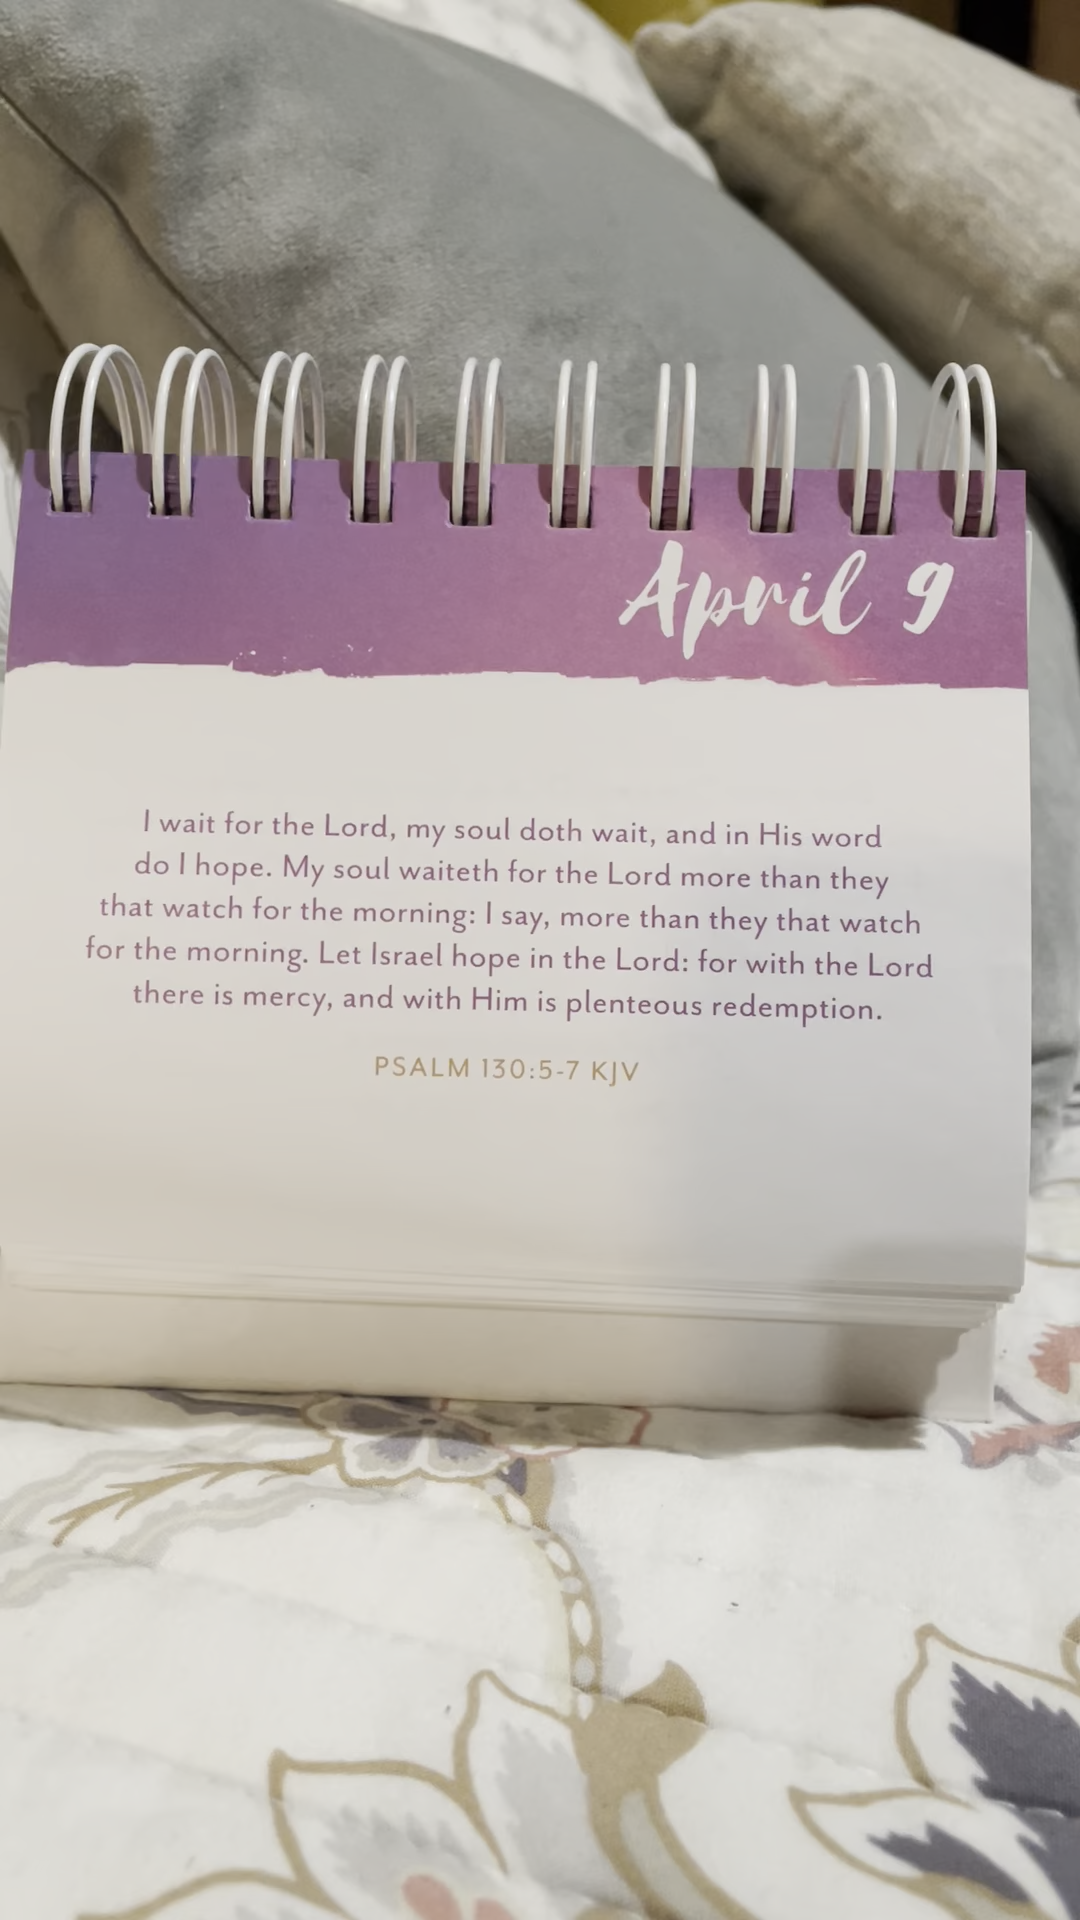 April 9
I wait for the Lord, my soul doth wait, and in His word
do I hope. My soul waiteth for the Lord more than they
that watch for the morning: I say, more than they that watch
for the morning. Let Israel hope in the Lord: for with the Lord
there is mercy, and with Him is plenteous redemption.
PSALM 130:5-7 KJV